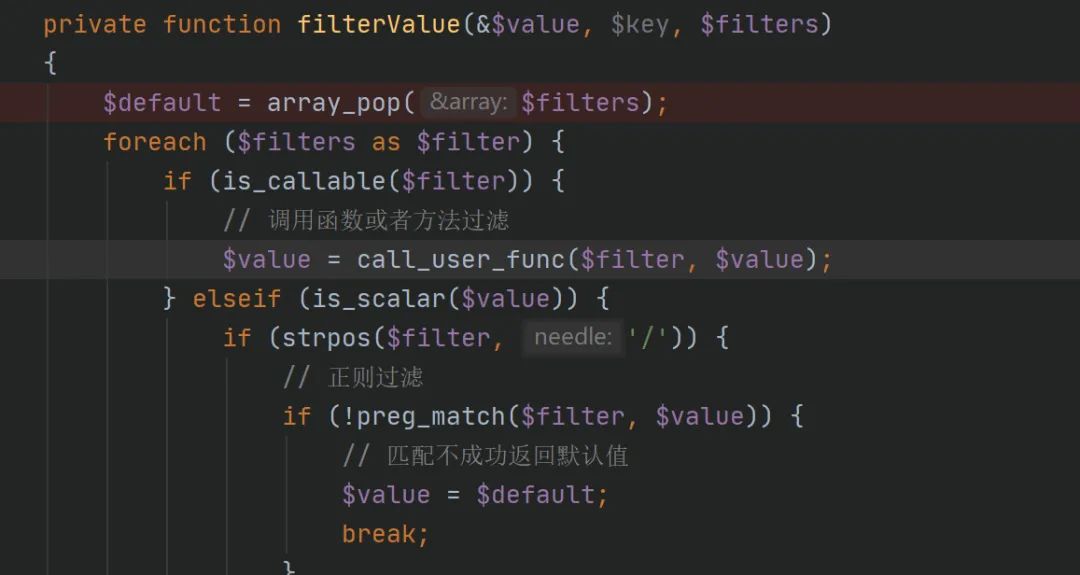 private function filterValue(&$value, $key, $filters)
{
$default = array_pop( &array: $filters);
foreach ($filters as $filter) {
if (is_callable($filter)) {
// 调用函数或者方法过滤
$value = call_user_func($filter, $value);
} elseif (is_scalar($value)) {
if (strpos($filter, needle: '/')) {
// 正则过滤
if (!preg_match($filter, $value)) {
// 匹配不成功返回默认值
$value = $default;
break;
}